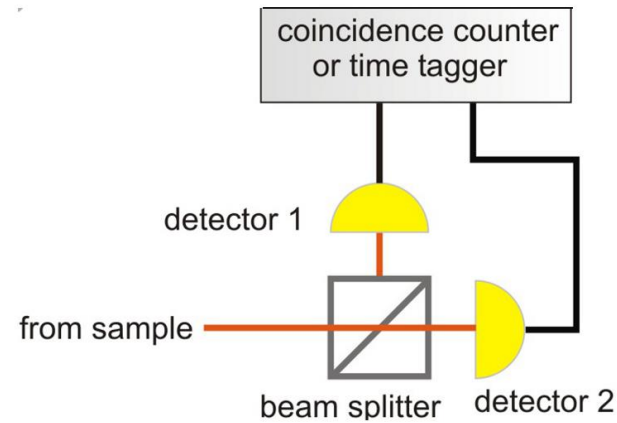 coincidence counter
or time tagger
detector 1
from sample
beam splitter
detector 2